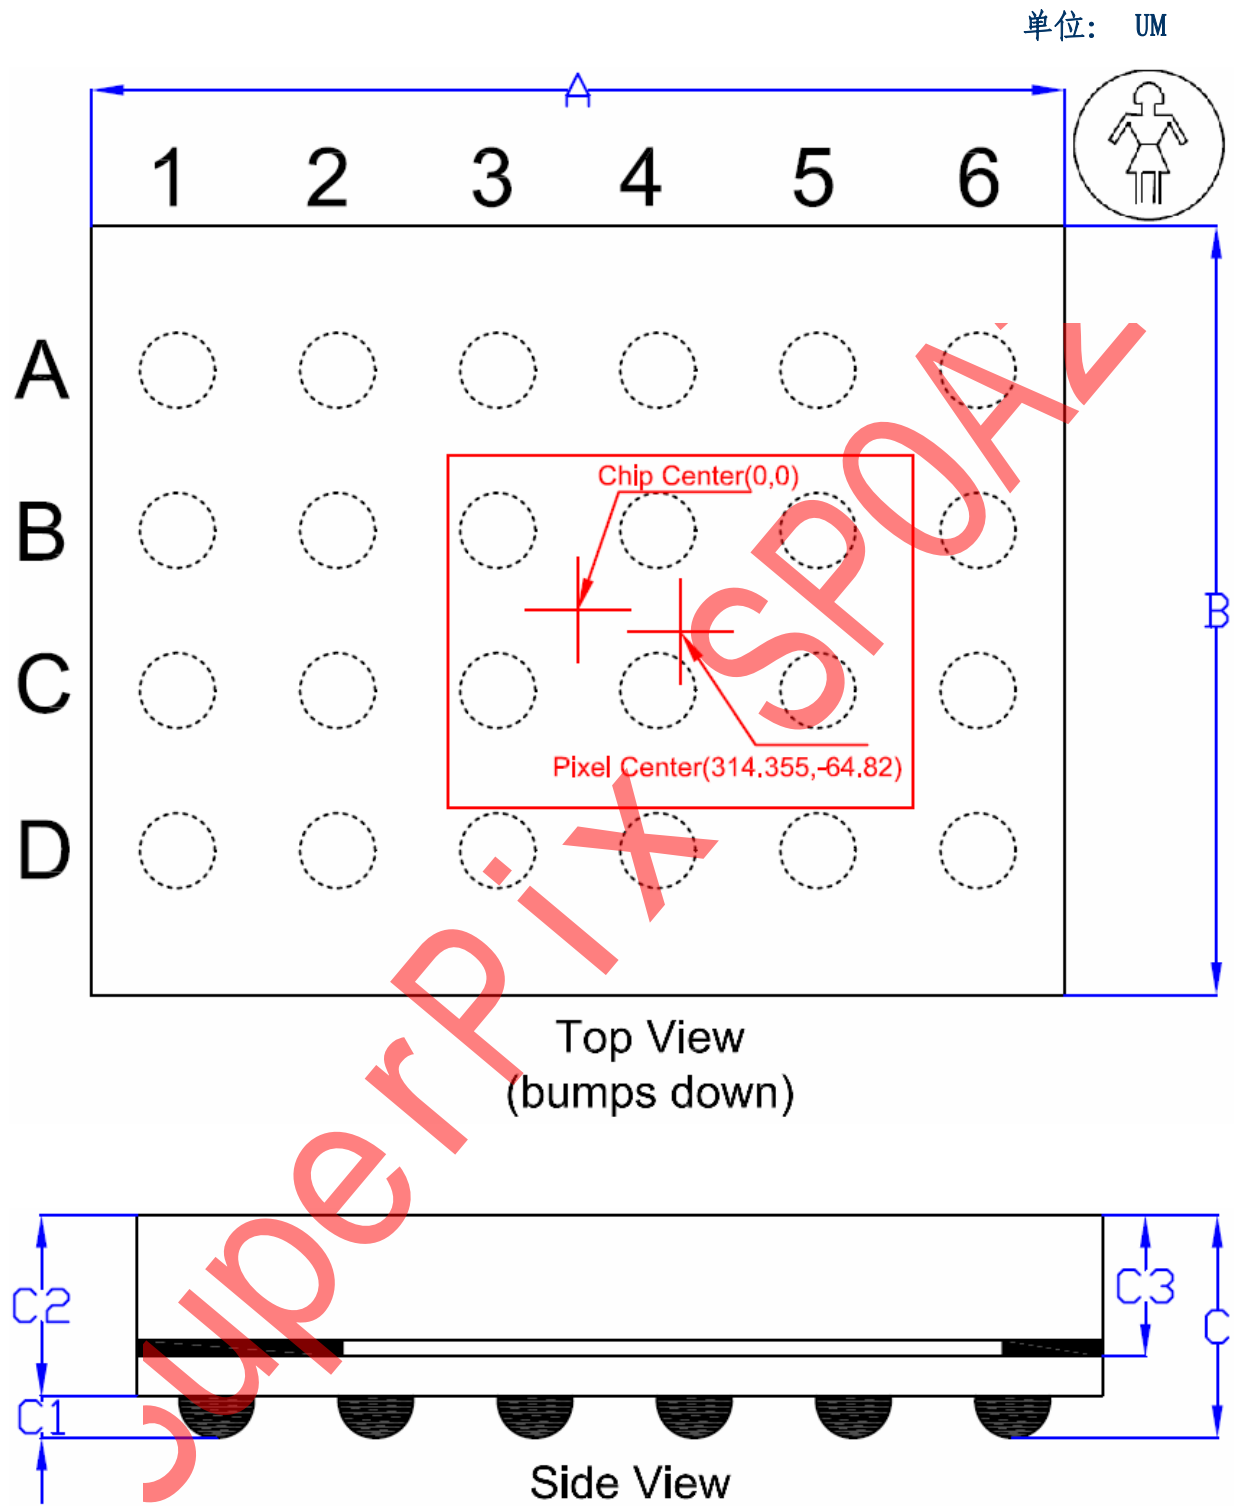 单位： UM
A
1 2 3 4 5 6
A
Chip Center(0,0)
B
B
C
Pixel Center(314.355,-64.82)
D
Top View
(bumps down)
C2
C3
C
C1
Side View
SuperPix SP0A2